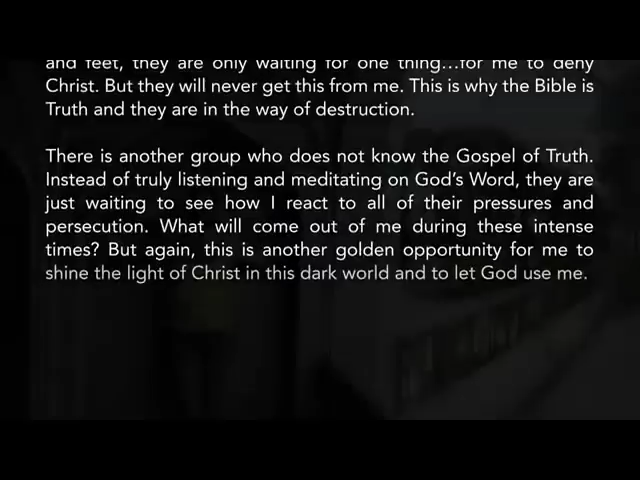 and feet, they are only waiting for one thing...for me to deny
Christ. But they will never get this from me. This is why the Bible is
Truth and they are in the way of destruction.
There is another group who does not know the Gospel of Truth.
Instead of truly listening and meditating on God's Word, they are
just waiting to see how I react to all of their pressures and
persecution. What will come out of me during these intense
times? But again, this is another golden opportunity for me to
shine the light of Christ in this dark world and to let God use me.